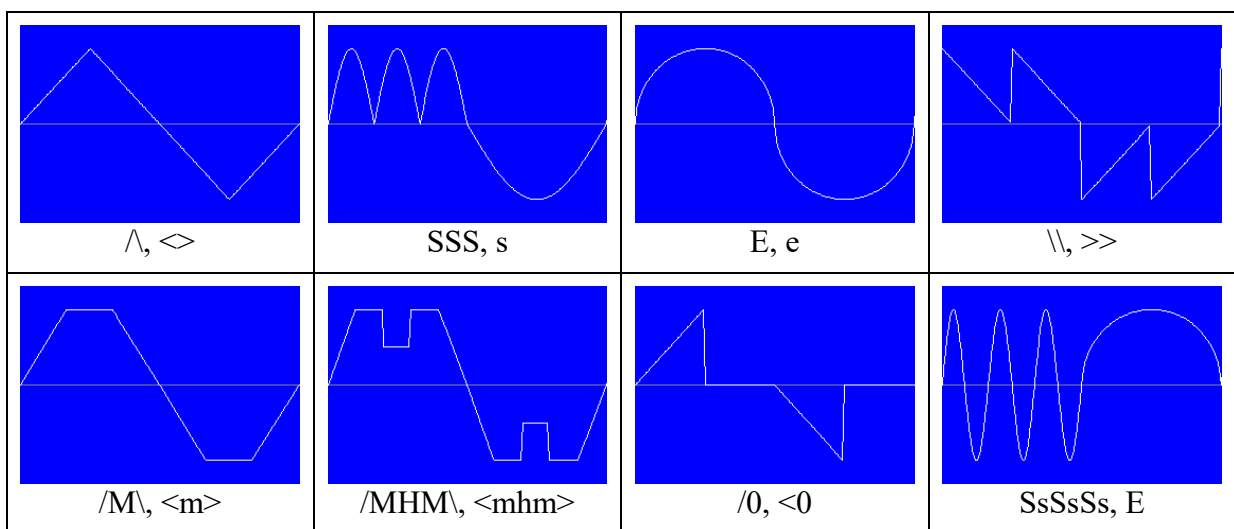 /\, <>
SSS, s
E, e
\\, >>
/M\, <m>
/MHM\, <mhm>
/0, <0
SsSsSs, E